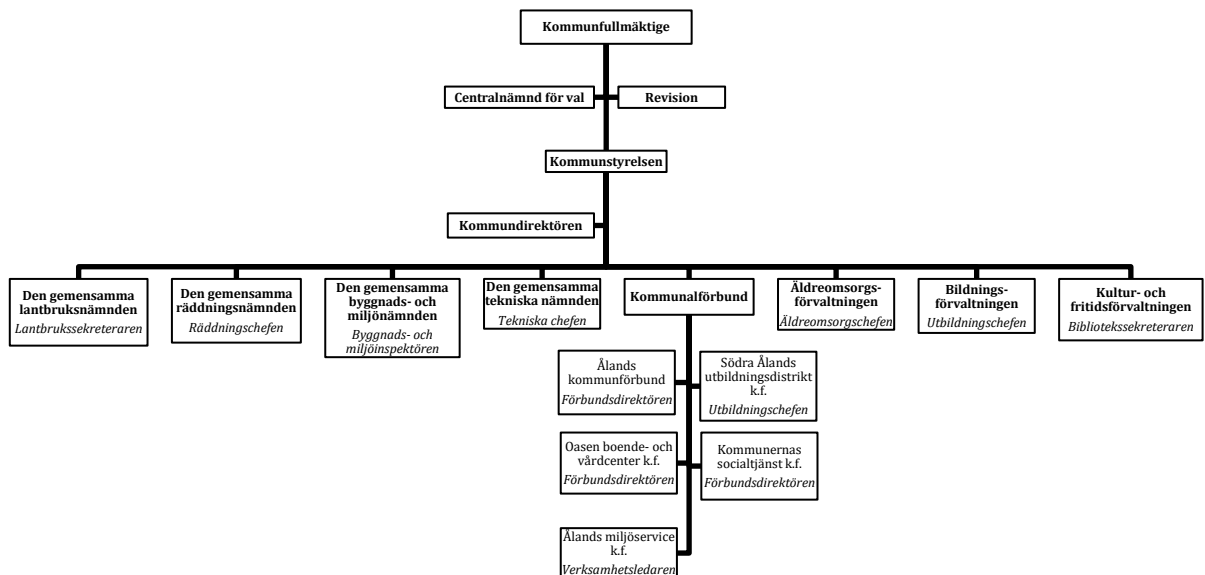 Kommunfullmäktige
Centralnämnd för val
Revision
Kommunstyrelsen
Kommundirektören
Den gemensamma
lantbruksnämnden
Lantbrukssekreteraren
Den gemensamma
räddningsnämnden
Räddningschefen
Den gemensamma
byggnads- och
miljönämnden
Byggnads- och
miljöinspektören
Den gemensamma
tekniska nämnden
Tekniska chefen
Kommunalförbund
Äldreomsorgs-
förvaltningen
Äldreomsorgschefen
Bildnings-
förvaltningen
Utbildningschefen
Kultur- och
fritidsförvaltningen
Bibliotekssekreteraren
Ålands
kommunförbund
Förbundsdirektören
Södra Ålands
utbildningsdistrikt
k.f.
Utbildningschefen
Oasen boende- och
vårdcenter k.f.
Förbundsdirektören
Kommunernas
socialtjänst k.f.
Förbundsdirektören
Ålands miljöservice
k.f.
Verksamhetsledaren